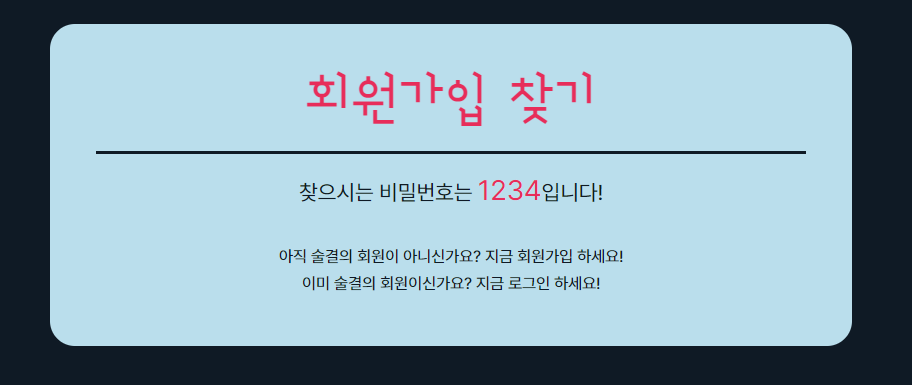 회원가입 찾기
찾으시는 비밀번호는 1234입니다!
아직 술결의 회원이 아니신가요? 지금 회원가입 하세요!
이미 술결의 회원이신가요? 지금 로그인 하세요!